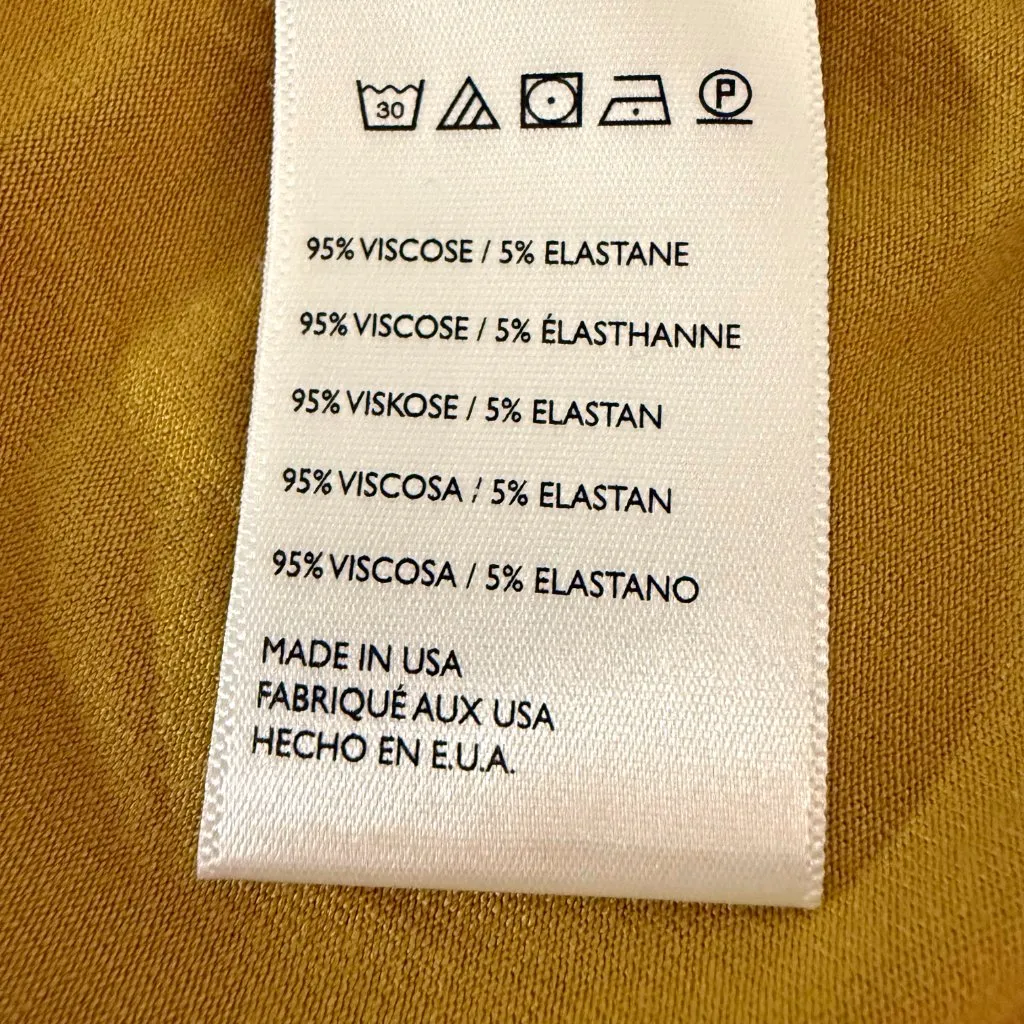 30 P
95% VISCOSE / 5% ELASTANE
95% VISCOSE / 5% ÉLASTHANNE
95% VISKOSE / 5% ELASTAN
95% VISCOSA / 5% ELASTAN
95% VISCOSA / 5% ELASTANO
MADE IN USA
FABRIQUÉ AUX USA
HECHO EN E.U.A.